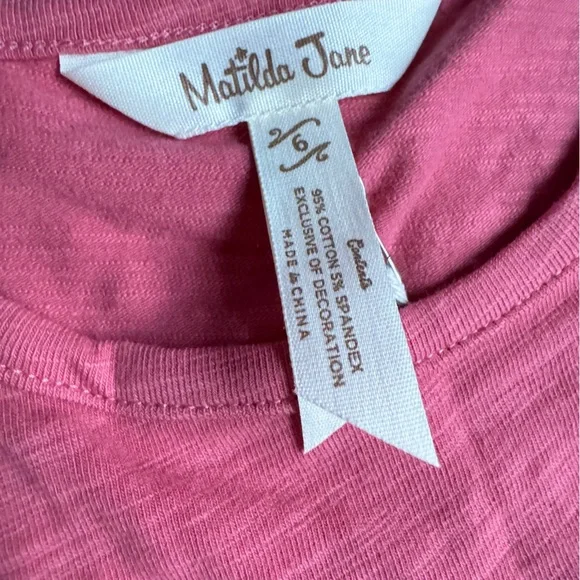 Matilda Jane
6
Contents
95% COTTON 5% SPANDEX
EXCLUSIVE OF DECORATION
MADE in CHINA